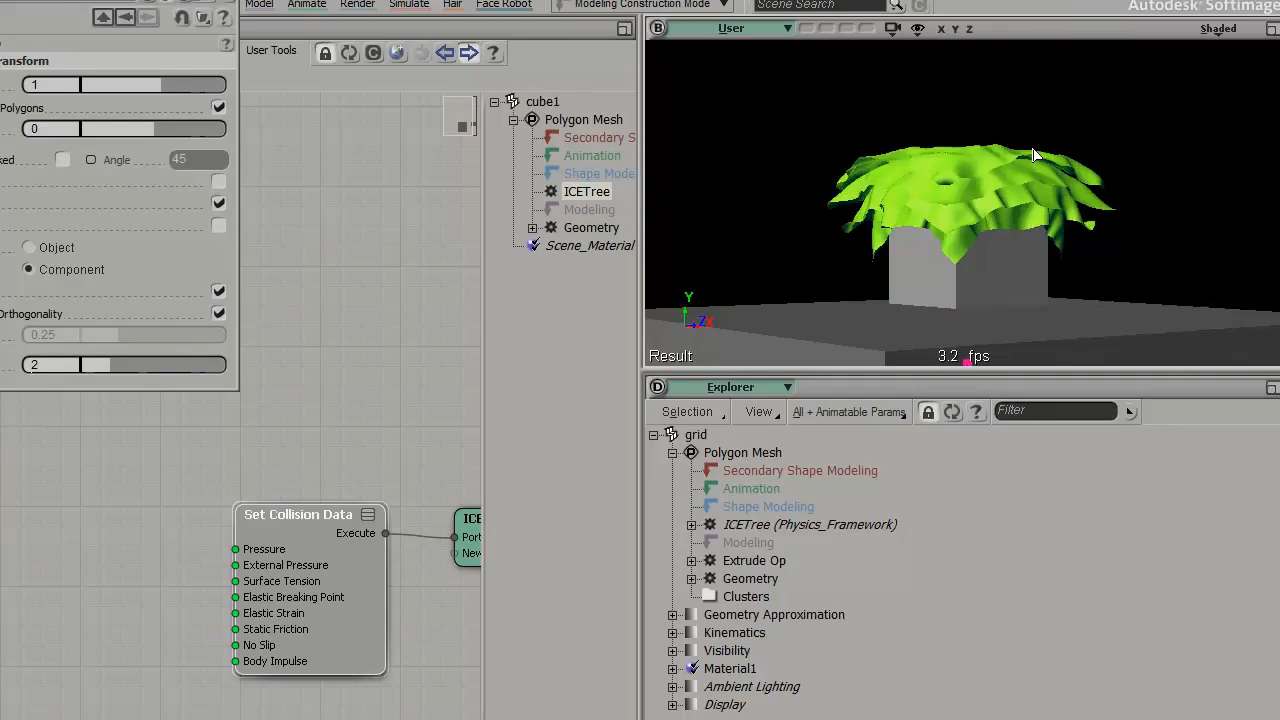 Model Animate Render Simulate Hair Face Robot
Modeling Construction Mode
Scene Search
Autodesk Softimage
User Tools
C
?
B
User
X Y Z
Shaded
ransform
1
Polygons
0
ked
Angle
45
Object
Component
Orthogonality
0.25
2
cube1
Polygon Mesh
Secondary S
Animation
Shape Mode
ICETree
Modeling
Geometry
Scene_Material
Y
Z
X
Result
3.2 fps
D
Explorer
Selection
View
All + Animatable Params
?
Filter
grid
Polygon Mesh
Secondary Shape Modeling
Animation
Shape Modeling
ICETree (Physics_Framework)
Modeling
Extrude Op
Geometry
Clusters
Geometry Approximation
Kinematics
Visibility
Material1
Ambient Lighting
Display
Set Collision Data
Execute
Pressure
External Pressure
Surface Tension
Elastic Breaking Point
Elastic Strain
Static Friction
No Slip
Body Impulse
ICE
Port
New